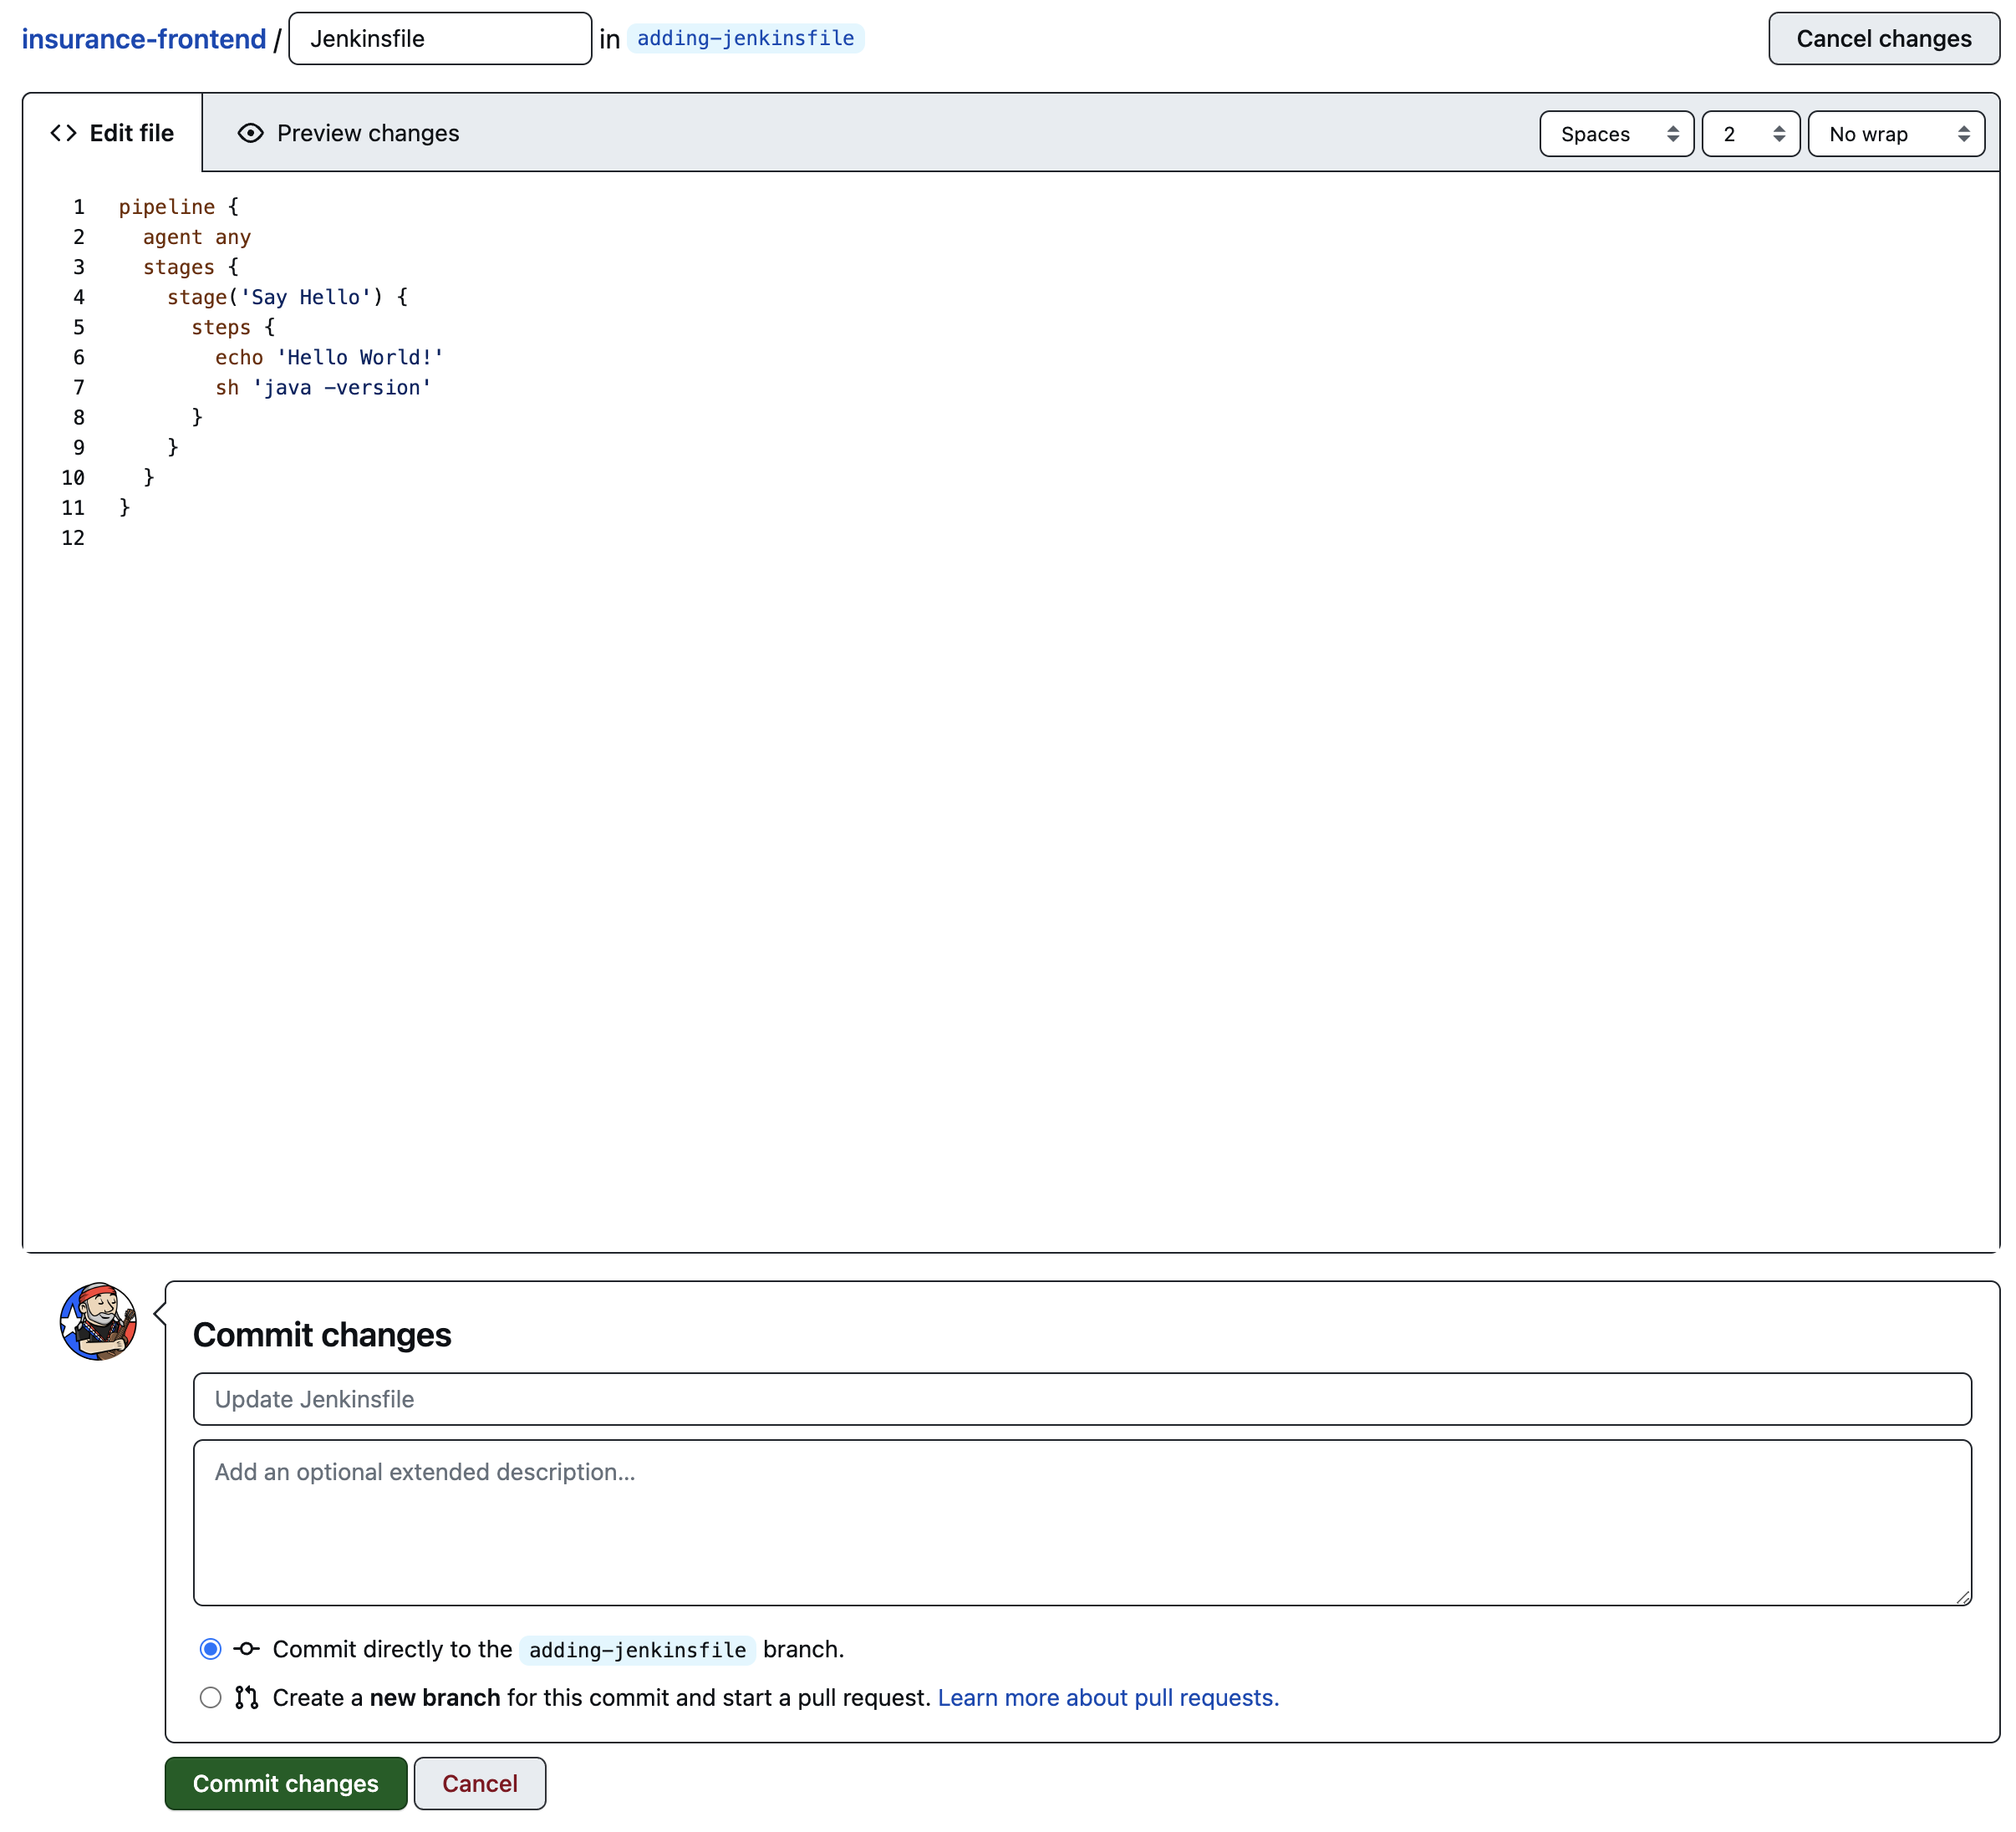 insurance-frontend / Jenkinsfile in adding-jenkinsfile Cancel changes
Edit file Preview changes Spaces 2 No wrap
1 pipeline {
2   agent any
3   stages {
4     stage('Say Hello') {
5       steps {
6         echo 'Hello World!'
7         sh 'java -version'
8       }
9     }
10   }
11 }
12
Commit changes
Update Jenkinsfile
Add an optional extended description...
Commit directly to the adding-jenkinsfile branch.
Create a new branch for this commit and start a pull request. Learn more about pull requests.
Commit changes Cancel